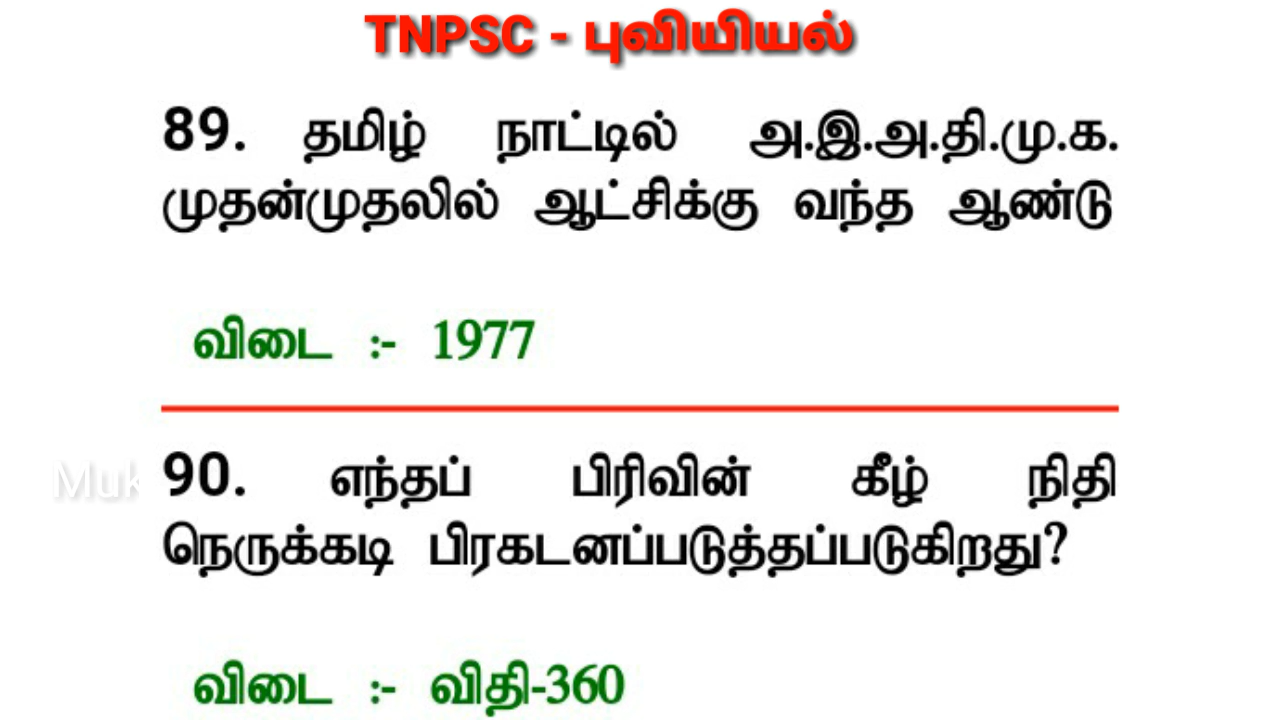 TNPSC - புவியியல்
89. தமிழ் நாட்டில் அ.இ.அ.தி.மு.க.
முதன்முதலில் ஆட்சிக்கு வந்த ஆண்டு
விடை :- 1977
90. எந்தப் பிரிவின் கீழ் நிதி
நெருக்கடி பிரகடனப்படுத்தப்படுகிறது?
விடை :- விதி-360